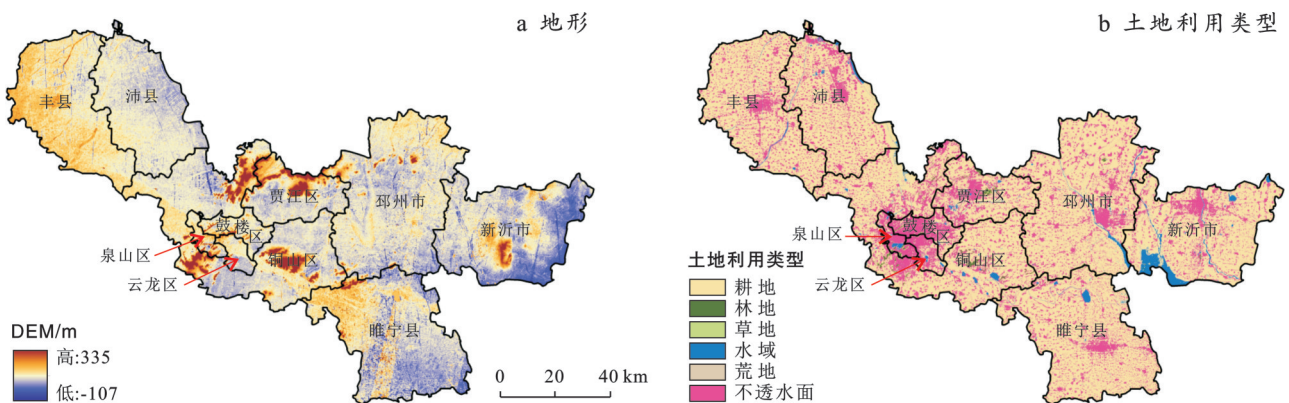 a 地形
丰县
沛县
贾汪区
邳州市
鼓楼区
新沂市
泉山区
铜山区
云龙区
睢宁县
DEM/m
高:335
低:-107
0 20 40 km
b 土地利用类型
丰县
沛县
贾汪区
邳州市
鼓楼区
新沂市
泉山区
铜山区
云龙区
睢宁县
土地利用类型
耕地
林地
草地
水域
荒地
不透水面